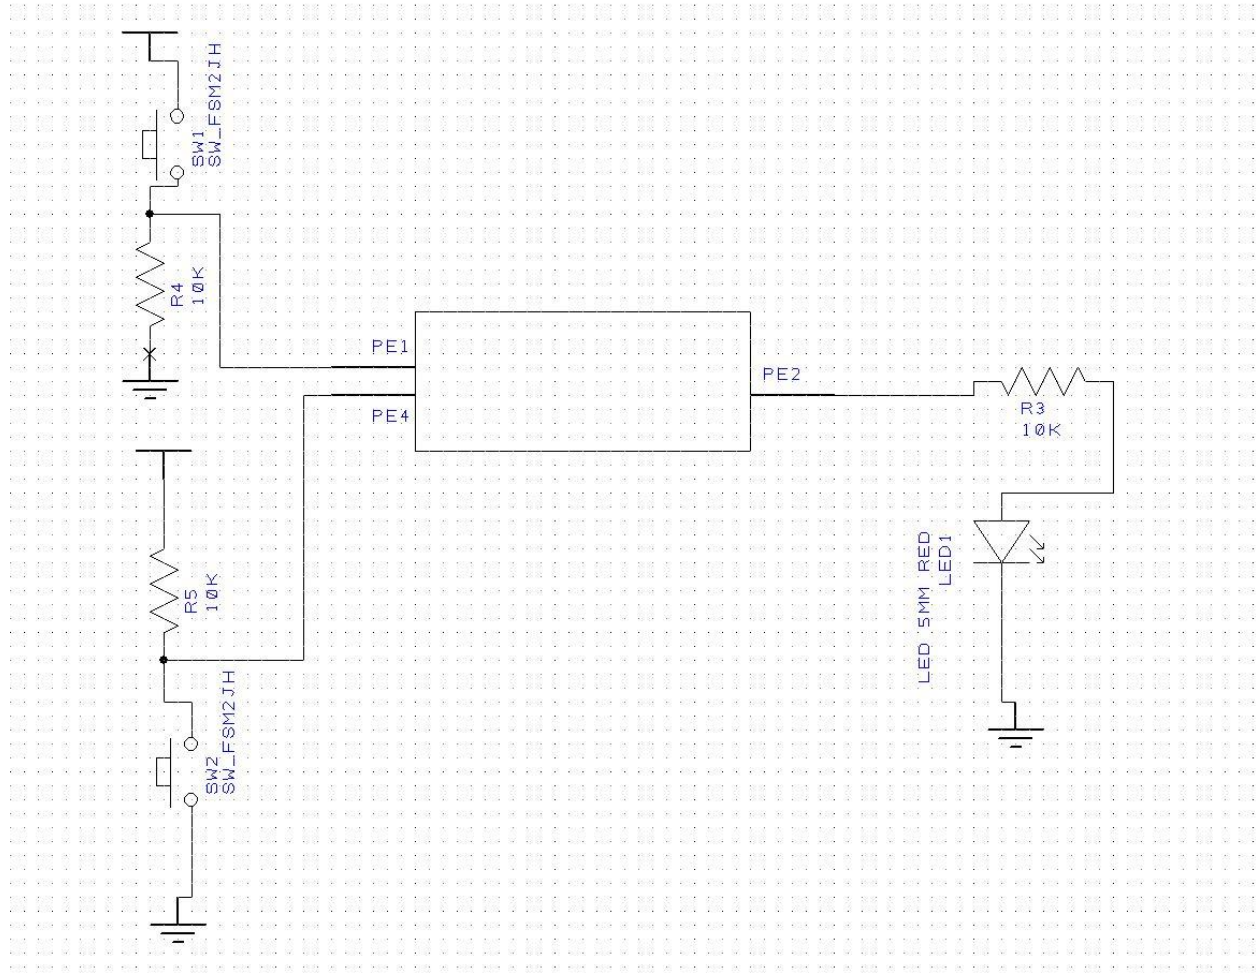 SW1
SW_FSM2JH
R4
10K
PE1
PE4
PE2
R3
10K
R5
10K
LED 5MM RED
LED1
SW2
SW_FSM2JH